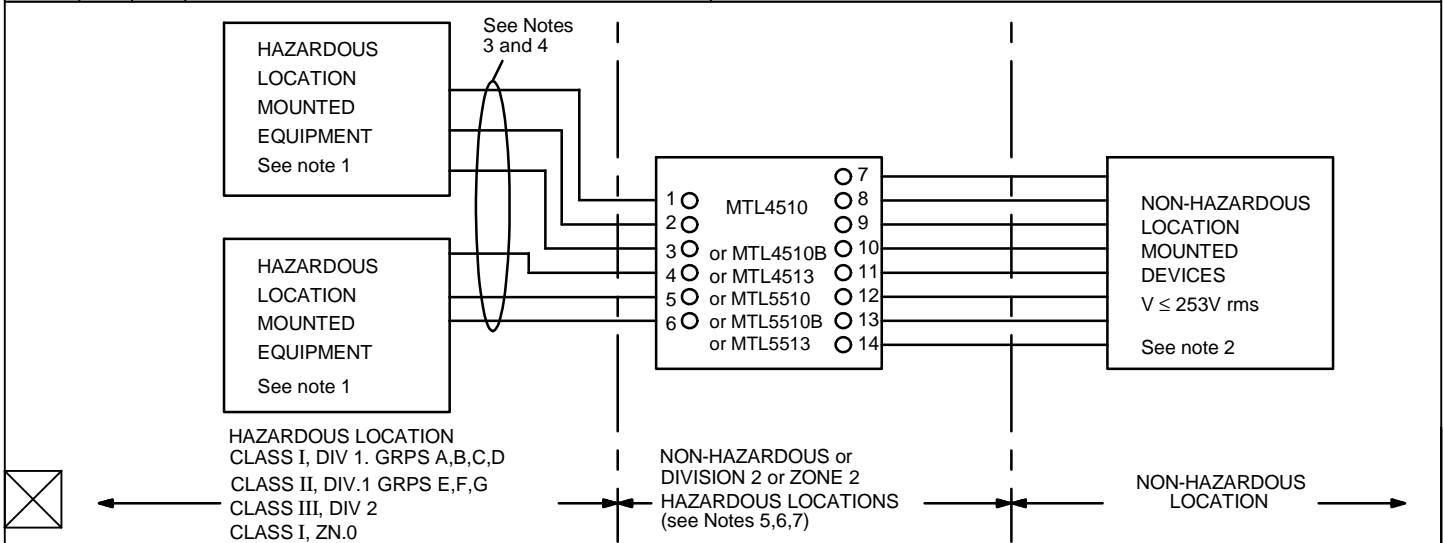 See Notes
3 and 4
HAZARDOUS
LOCATION
MOUNTED
EQUIPMENT
See note 1
HAZARDOUS
LOCATION
MOUNTED
EQUIPMENT
See note 1
1
2
3
4
5
6
MTL4510
or MTL4510B
or MTL4513
or MTL5510
or MTL5510B
or MTL5513
7
8
9
10
11
12
13
14
NON-HAZARDOUS
LOCATION
MOUNTED
DEVICES
V ≤ 253V rms
See note 2
HAZARDOUS LOCATION
CLASS I, DIV 1. GRPS A,B,C,D
CLASS II, DIV.1 GRPS E,F,G
CLASS III, DIV 2
CLASS I, ZN.0
NON-HAZARDOUS or
DIVISION 2 or ZONE 2
HAZARDOUS LOCATIONS
(see Notes 5,6,7)
NON-HAZARDOUS
LOCATION